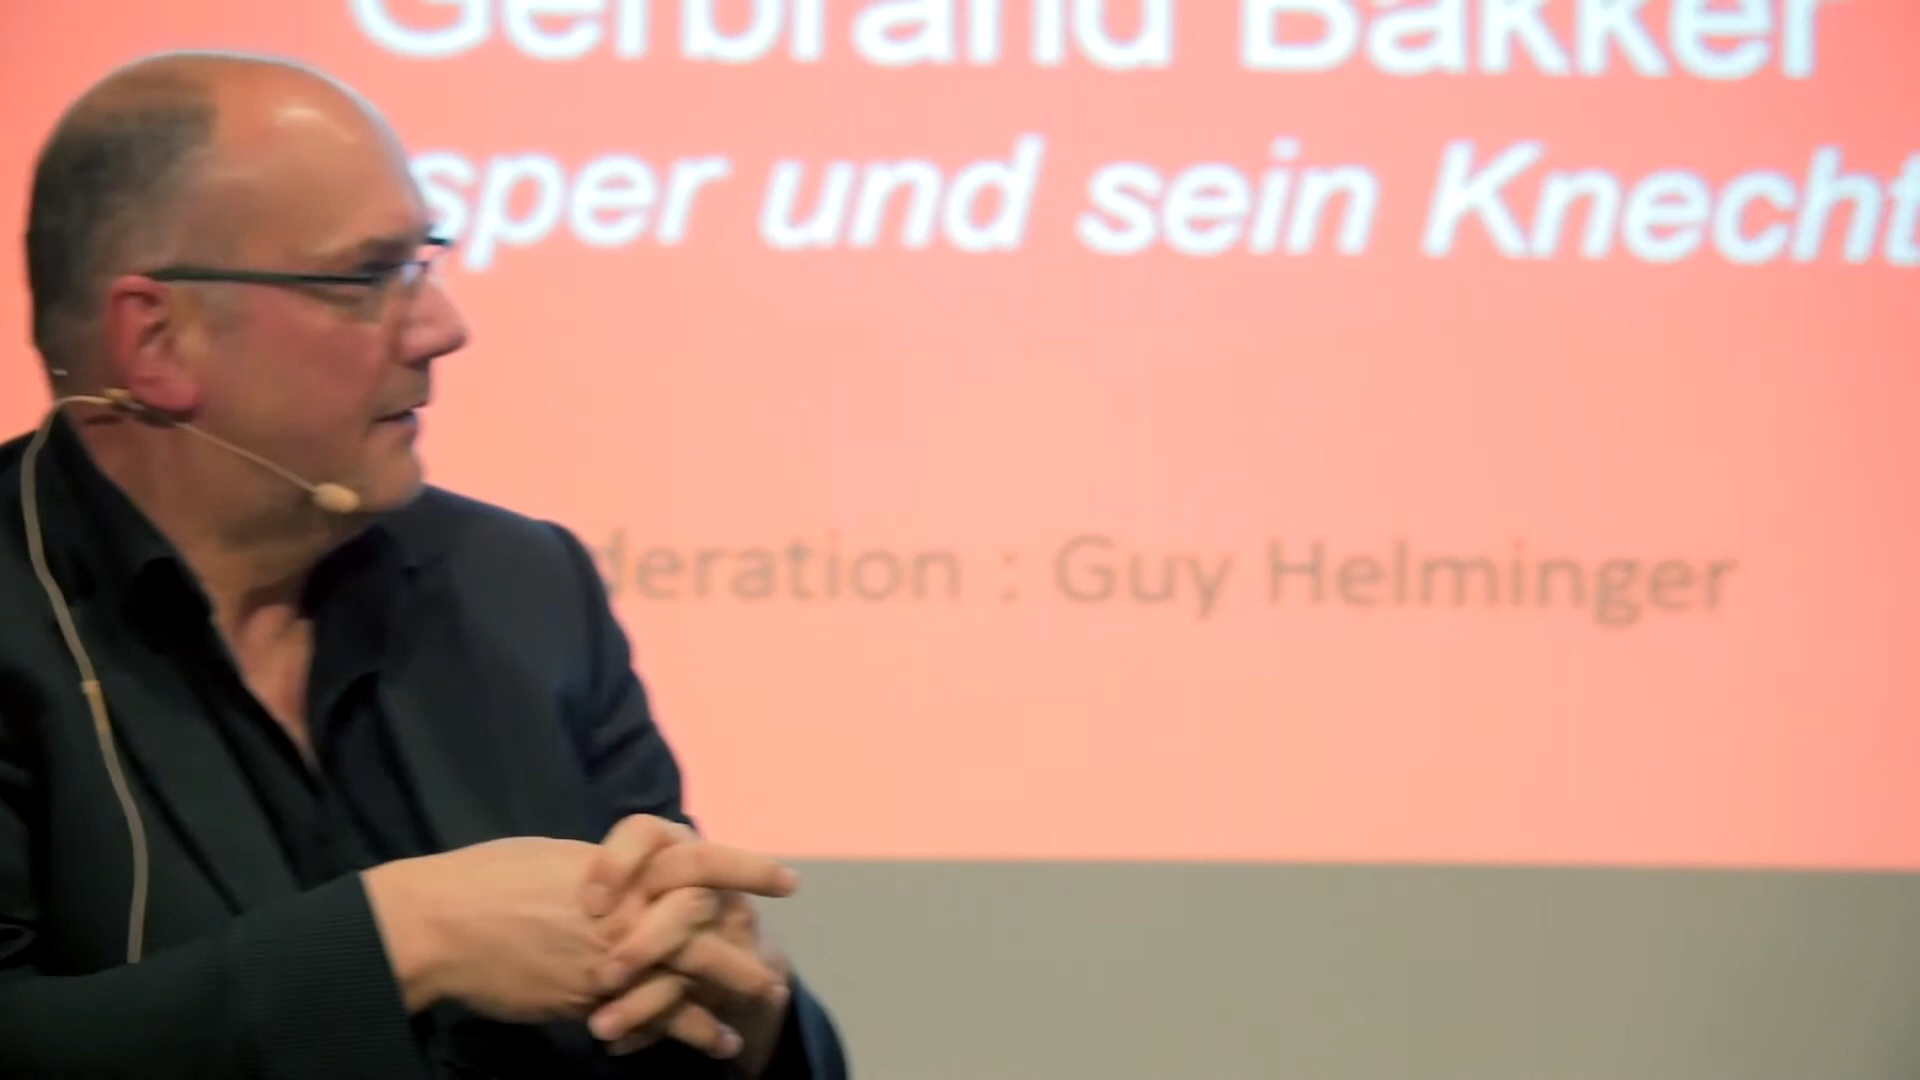 Gerbrand Bakker
sper und sein Knecht
deration : Guy Helminger